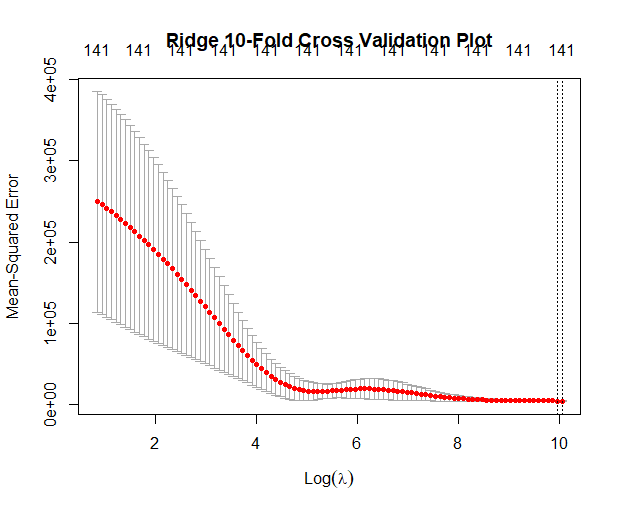 Ridge 10-Fold Cross Validation Plot
141 141 141 141 141 141 141 141 141 141 141 141
4e+05
3e+05
2e+05
1e+05
0e+00
Mean-Squared Error
2 4 6 8 10
Log(λ)